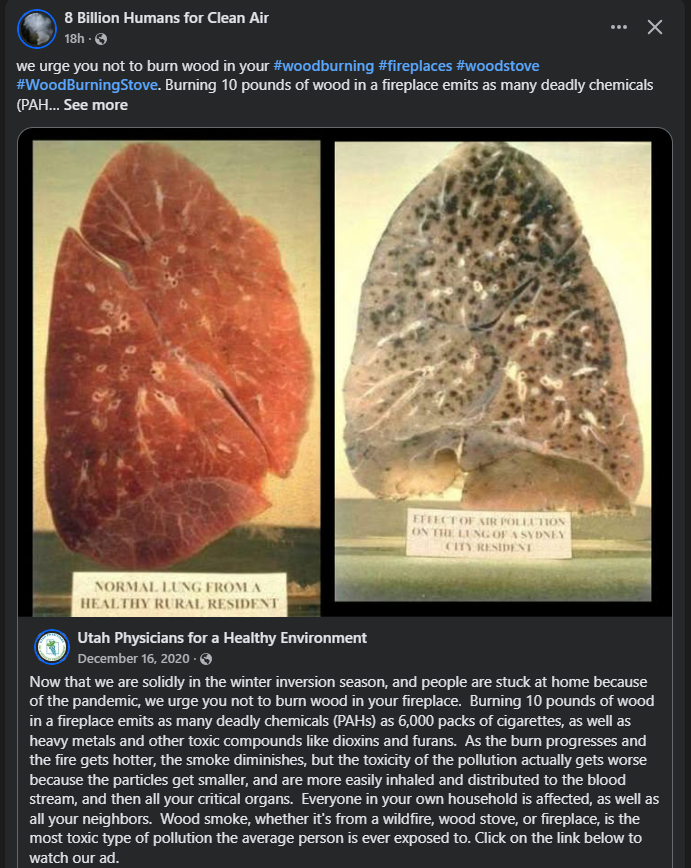 8 Billion Humans for Clean Air
18h ·
we urge you not to burn wood in your #woodburning #fireplaces #woodstove
#WoodBurningStove. Burning 10 pounds of wood in a fireplace emits as many deadly chemicals
(PAH... See more
NORMAL LUNG FROM A
HEALTHY RURAL RESIDENT
EFFECT OF AIR POLLUTION
ON THE LUNG OF A SYDNEY
CITY RESIDENT
Utah Physicians for a Healthy Environment
December 16, 2020 ·
Now that we are solidly in the winter inversion season, and people are stuck at home because
of the pandemic, we urge you not to burn wood in your fireplace.  Burning 10 pounds of wood
in a fireplace emits as many deadly chemicals (PAHs) as 6,000 packs of cigarettes, as well as
heavy metals and other toxic compounds like dioxins and furans.  As the burn progresses and
the fire gets hotter, the smoke diminishes, but the toxicity of the pollution actually gets worse
because the particles get smaller, and are more easily inhaled and distributed to the blood
stream, and then all your critical organs.  Everyone in your own household is affected, as well as
all your neighbors.  Wood smoke, whether it's from a wildfire, wood stove, or fireplace, is the
most toxic type of pollution the average person is ever exposed to. Click on the link below to
watch our ad.